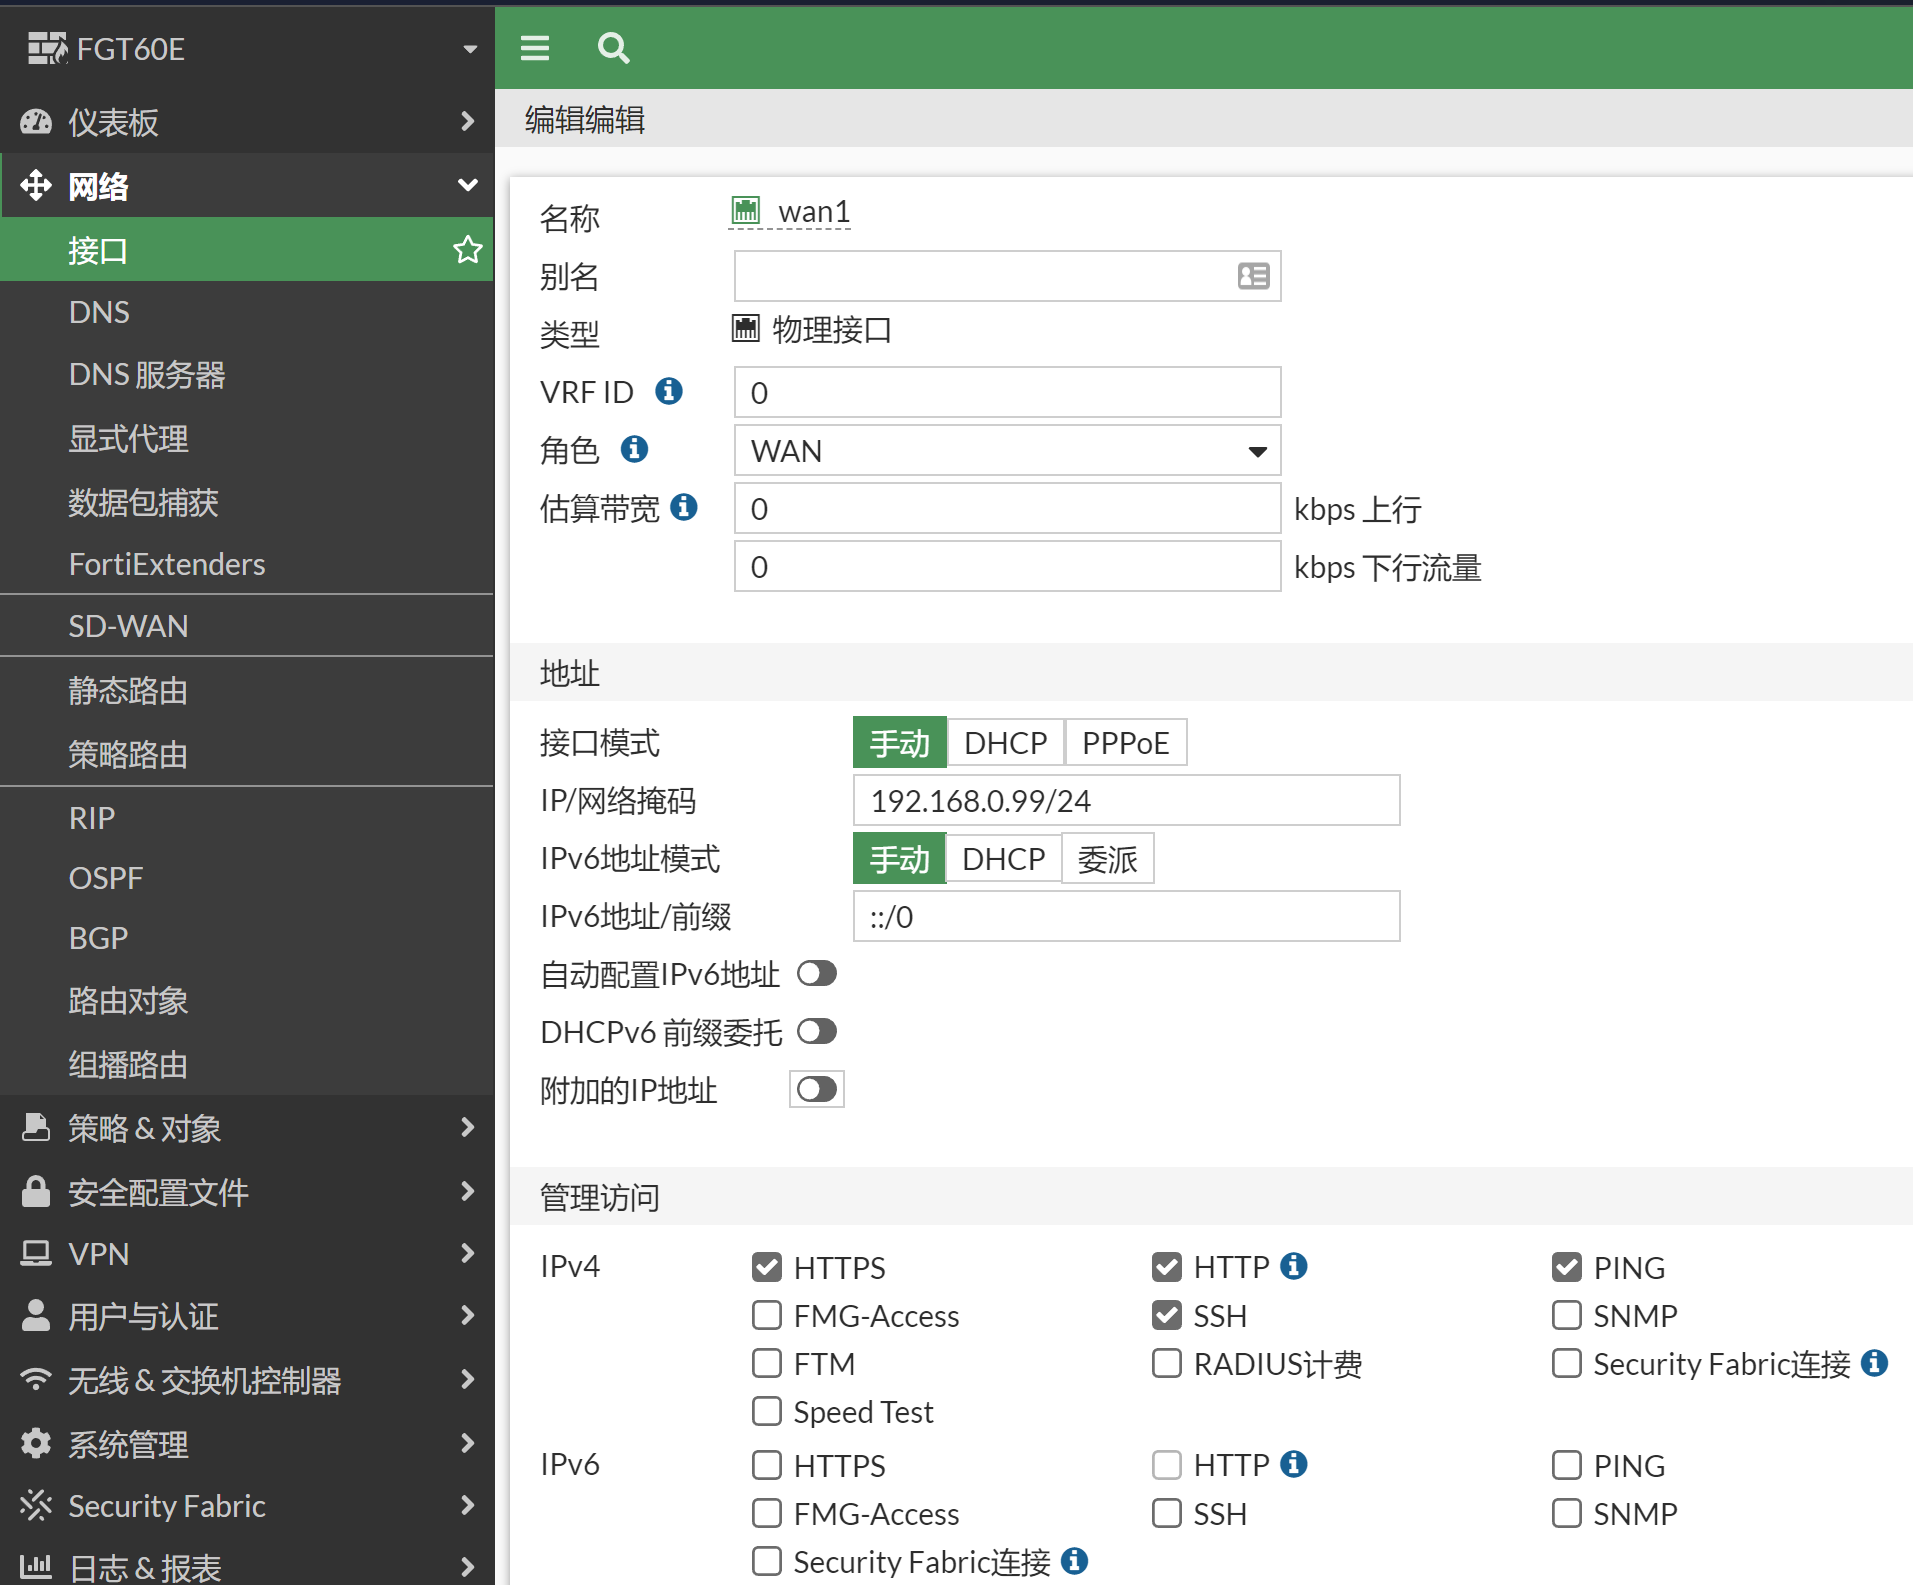 FGT60E
仪表板
网络
接口
DNS
DNS 服务器
显式代理
数据包捕获
FortiExtenders
SD-WAN
静态路由
策略路由
RIP
OSPF
BGP
路由对象
组播路由
策略 & 对象
安全配置文件
VPN
用户与认证
无线 & 交换机控制器
系统管理
Security Fabric
日志 & 报表
编辑编辑
名称 wan1
别名
类型 物理接口
VRF ID 0
角色 WAN
估算带宽 0 kbps 上行
0 kbps 下行流量
地址
接口模式 手动 DHCP PPPoE
IP/网络掩码 192.168.0.99/24
IPv6地址模式 手动 DHCP 委派
IPv6地址/前缀 ::/0
自动配置IPv6地址
DHCPv6 前缀委托
附加的IP地址
管理访问
IPv4 HTTPS HTTP PING
FMG-Access SSH SNMP
FTM RADIUS计费 Security Fabric连接
Speed Test
IPv6 HTTPS HTTP PING
FMG-Access SSH SNMP
Security Fabric连接